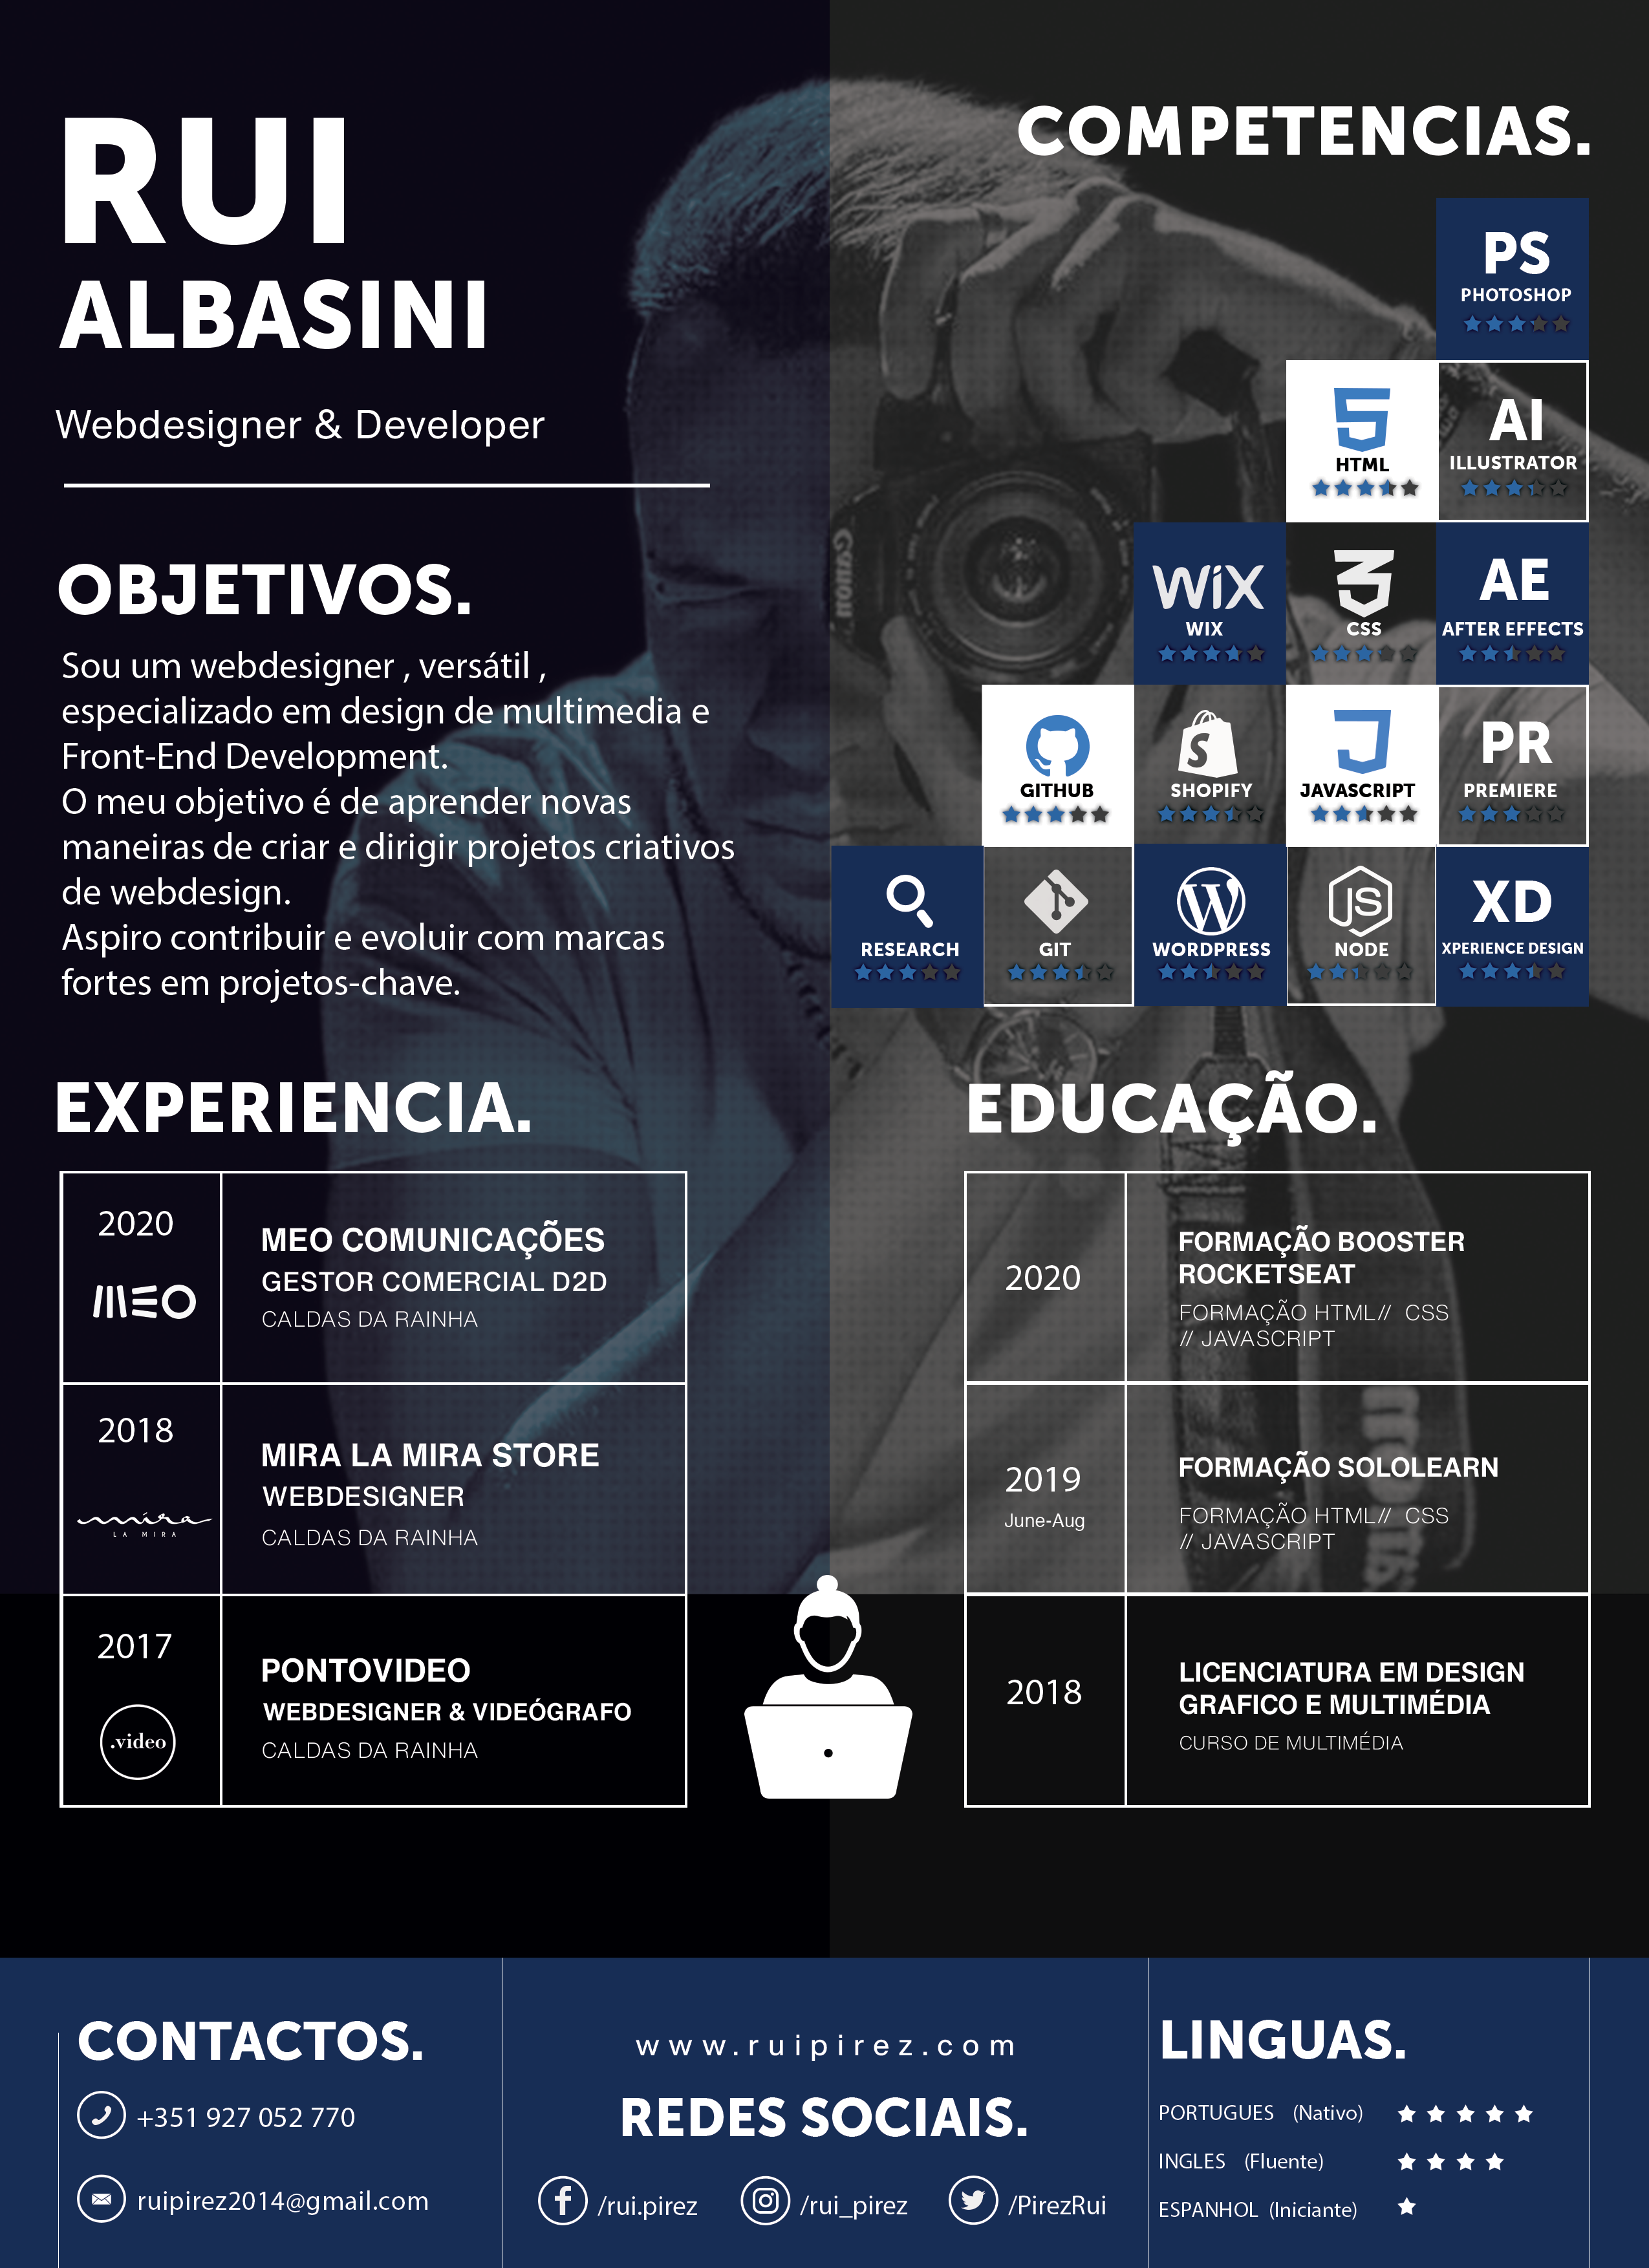 RUI
ALBASINI
Webdesigner & Developer
OBJETIVOS.
Sou um webdesigner , versátil ,
especializado em design de multimedia e
Front-End Development.
O meu objetivo é de aprender novas
maneiras de criar e dirigir projetos criativos
de webdesign.
Aspiro contribuir e evoluir com marcas
fortes em projetos-chave.
COMPETENCIAS.
PS
PHOTOSHOP
5
HTML
AI
ILLUSTRATOR
WiX
WIX
3
CSS
AE
AFTER EFFECTS
GITHUB
S
SHOPIFY
J
JAVASCRIPT
PR
PREMIERE
RESEARCH
GIT
W
WORDPRESS
JS
NODE
XD
XPERIENCE DESIGN
Canon
EXPERIENCIA.
2020
MEO
MEO COMUNICAÇÕES
GESTOR COMERCIAL D2D
CALDAS DA RAINHA
2018
mira
LA MIRA
MIRA LA MIRA STORE
WEBDESIGNER
CALDAS DA RAINHA
2017
.video
PONTOVIDEO
WEBDESIGNER & VIDEÓGRAFO
CALDAS DA RAINHA
EDUCAÇÃO.
2020
FORMAÇÃO BOOSTER
ROCKETSEAT
FORMAÇÃO HTML// CSS
// JAVASCRIPT
2019
June-Aug
FORMAÇÃO SOLOLEARN
FORMAÇÃO HTML// CSS
// JAVASCRIPT
2018
LICENCIATURA EM DESIGN
GRAFICO E MULTIMÉDIA
CURSO DE MULTIMÉDIA
CONTACTOS.
+351 927 052 770
ruipirez2014@gmail.com
www.ruipirez.com
REDES SOCIAIS.
/rui.pirez
/rui_pirez
/PirezRui
LINGUAS.
PORTUGUES (Nativo)
INGLES (Fluente)
ESPANHOL (Iniciante)